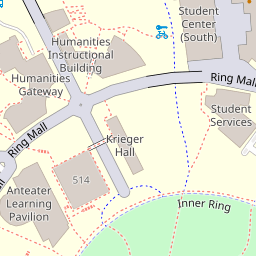 Student
Center
(South)
Humanities
Instructional
Building
Humanities
Gateway
Ring Mall
Student
Services
Ring Mall
Krieger
Hall
514
Anteater
Learning
Pavilion
Inner Ring